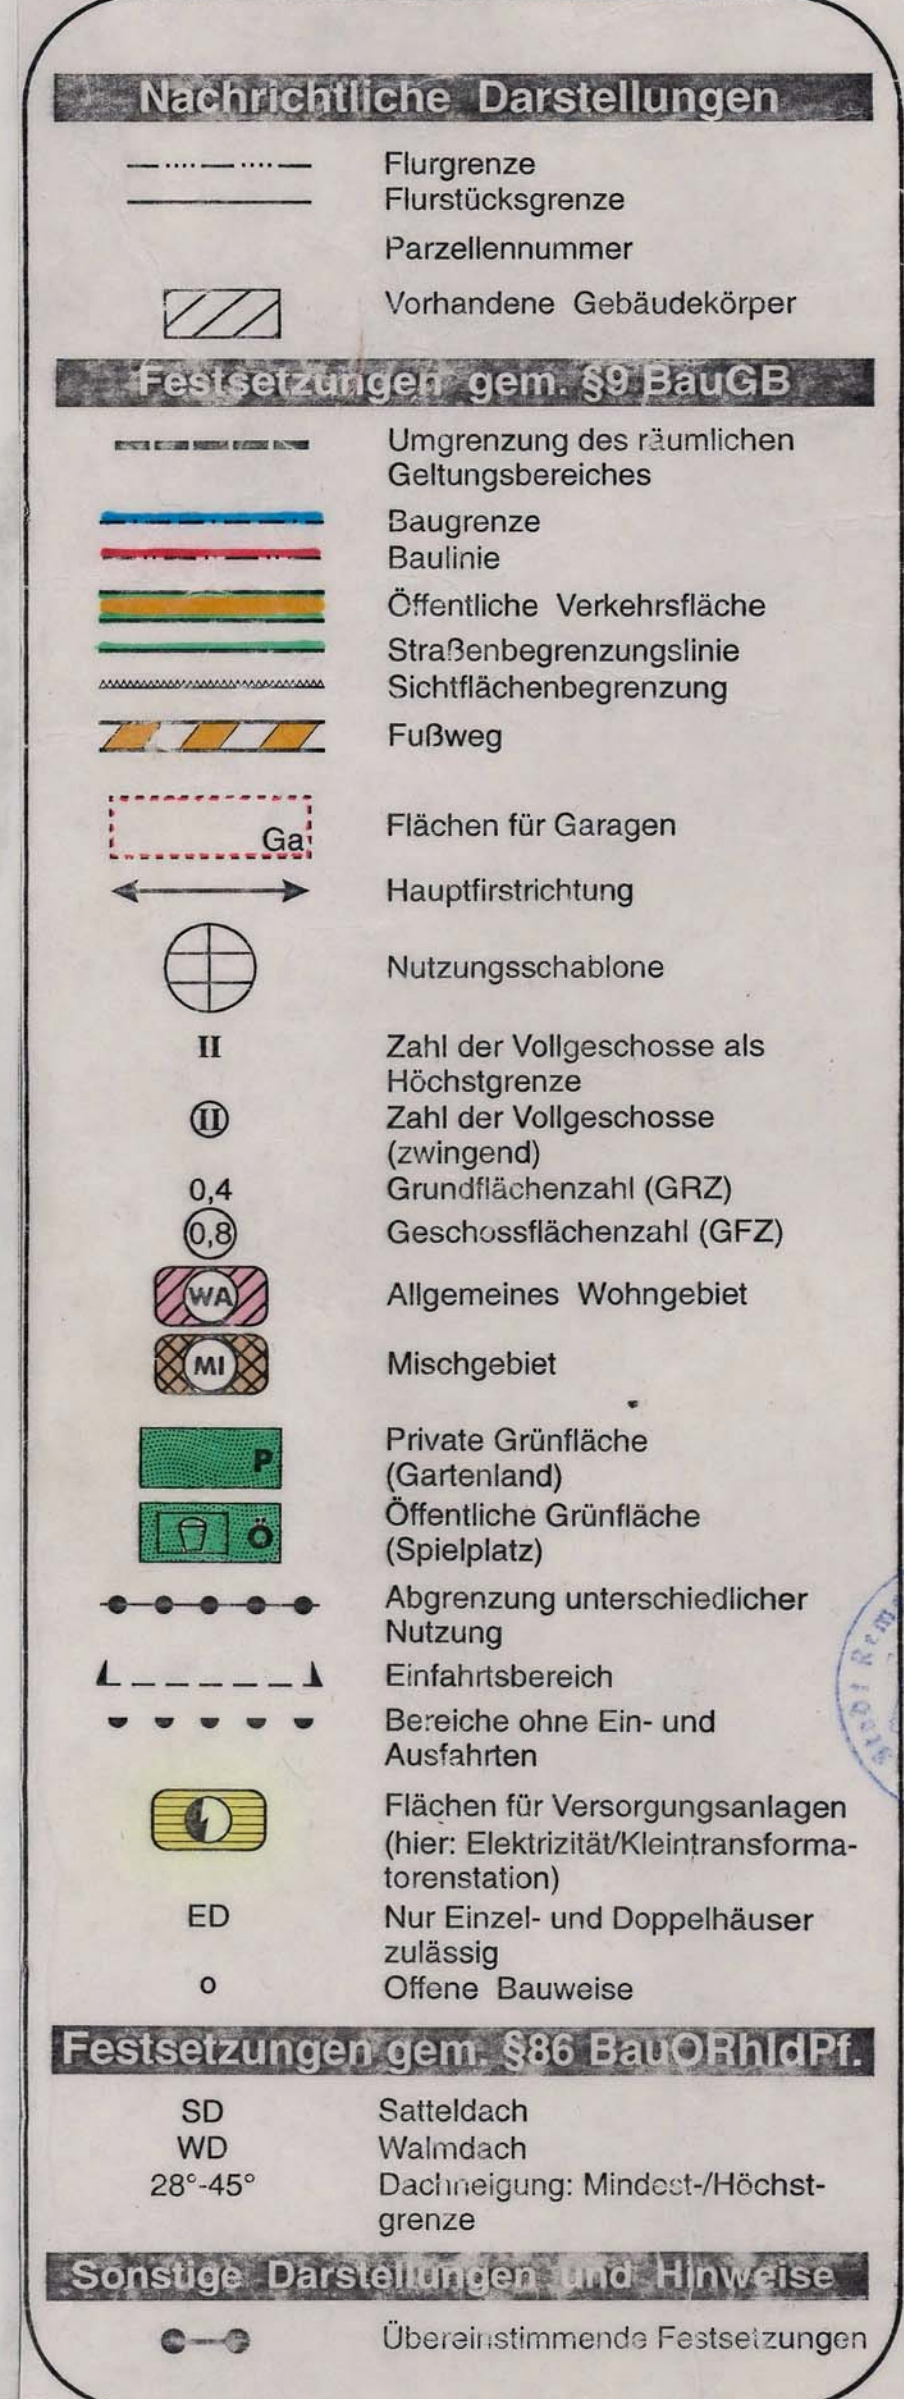 Nachrichtliche Darstellungen
Flurgrenze
Flurstücksgrenze
Parzellennummer
Vorhandene Gebäudekörper
Festsetzungen gem. §9 BauGB
Umgrenzung des räumlichen
Geltungsbereiches
Baugrenze
Baulinie
Öffentliche Verkehrsfläche
Straßenbegrenzungslinie
Sichtflächenbegrenzung
Fußweg
Ga Flächen für Garagen
Hauptfirstrichtung
Nutzungsschablone
II Zahl der Vollgeschosse als
Höchstgrenze
II Zahl der Vollgeschosse
(zwingend)
0,4 Grundflächenzahl (GRZ)
0,8 Geschossflächenzahl (GFZ)
WA Allgemeines Wohngebiet
MI Mischgebiet
Private Grünfläche
P (Gartenland)
Öffentliche Grünfläche
Ö (Spielplatz)
Abgrenzung unterschiedlicher
Nutzung
Einfahrtsbereich
Bereiche ohne Ein- und
Ausfahrten
Flächen für Versorgungsanlagen
(hier: Elektrizität/Kleintransforma-
torenstation)
ED Nur Einzel- und Doppelhäuser
zulässig
o Offene Bauweise
Festsetzungen gem. §86 BauORhldPf.
SD Satteldach
WD Walmdach
28°-45° Dachneigung: Mindest-/Höchst-
grenze
Sonstige Darstellungen und Hinweise
Übereinstimmende Festsetzungen
Stadt